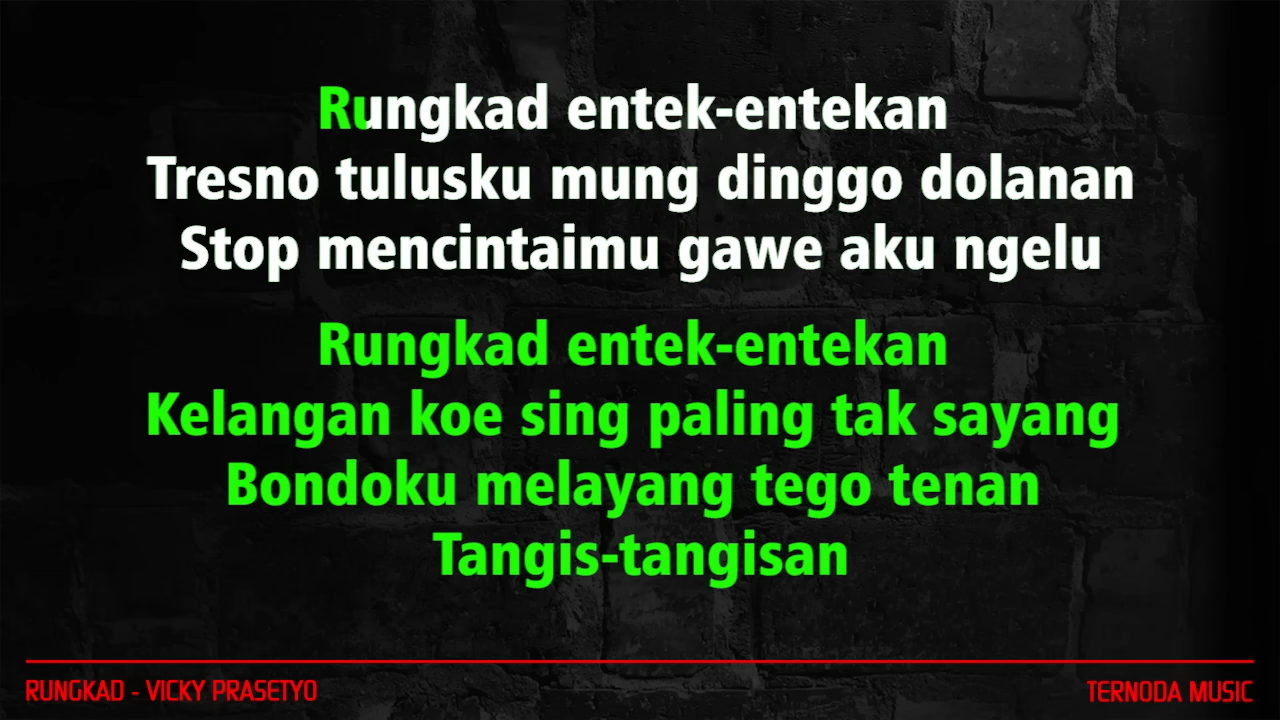 Rungkad entek-entekan
Tresno tulusku mung dinggo dolanan
Stop mencintaimu gawe aku ngelu
Rungkad entek-entekan
Kelangan koe sing paling tak sayang
Bondoku melayang tego tenan
Tangis-tangisan
RUNGKAD - VICKY PRASETYO
TERNODA MUSIC